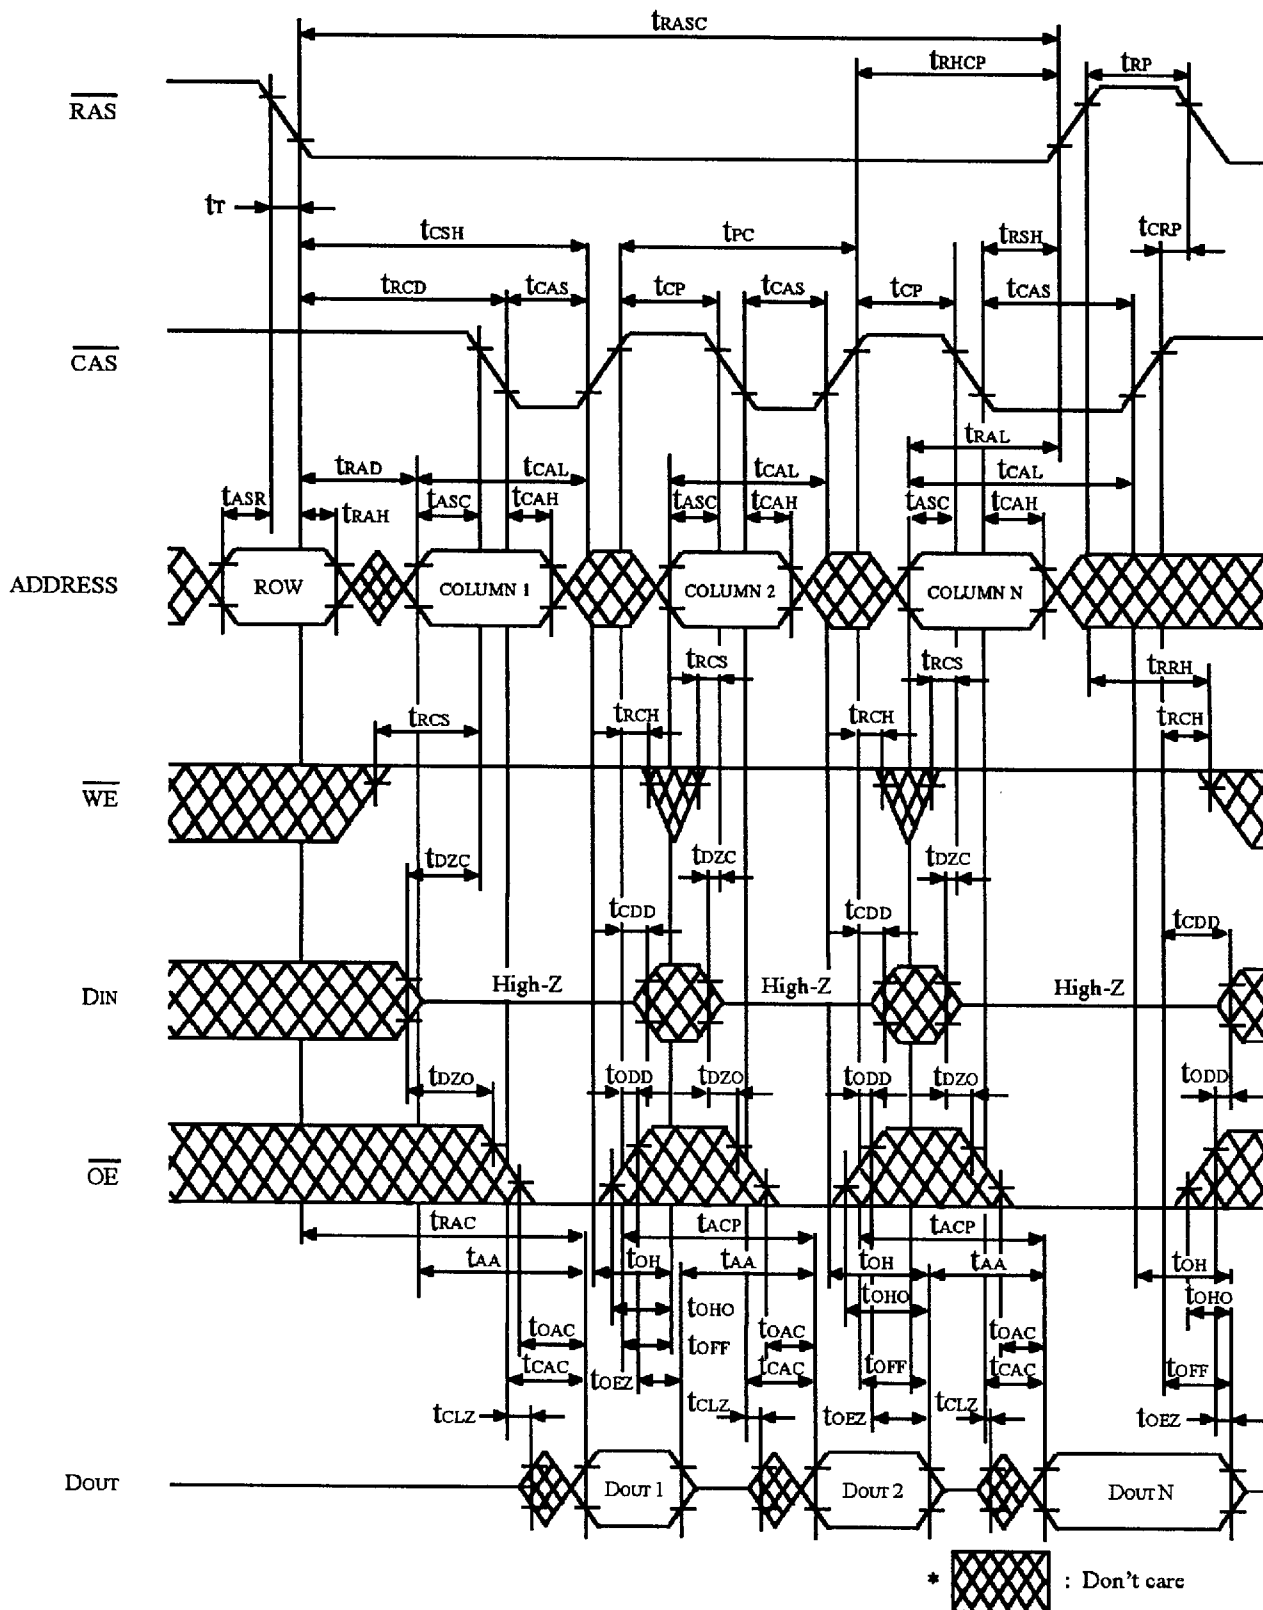 tRASC
tRHCP tRP
RAS
tT
tCSH tPC tRSH tCRP
tRCD tCAS tCP tCAS tCP tCAS
CAS
tRAL
tRAD tCAL tCAL tCAL
tASR tRAH tASC tCAH tASC tCAH tASC tCAH
ADDRESS ROW COLUMN 1 COLUMN 2 COLUMN N
tRCS tRCS tRRH
tRCS tRCH tRCH tRCH
WE
tDZC tDZC tDZC
tCDD tCDD tCDD
DIN High-Z High-Z High-Z
tDZO tODD tDZO tODD tDZO tODD
OE
tRAC tACP tACP
tAA tOH tAA tOH tAA tOH
tOHO tOHO tOHO
tOAC tOFF tOAC tOAC
tCAC tOEZ tCAC tOFF tCAC tOFF
tCLZ tCLZ tOEZ tCLZ tOEZ
DOUT DOUT 1 DOUT 2 DOUT N
* : Don't care